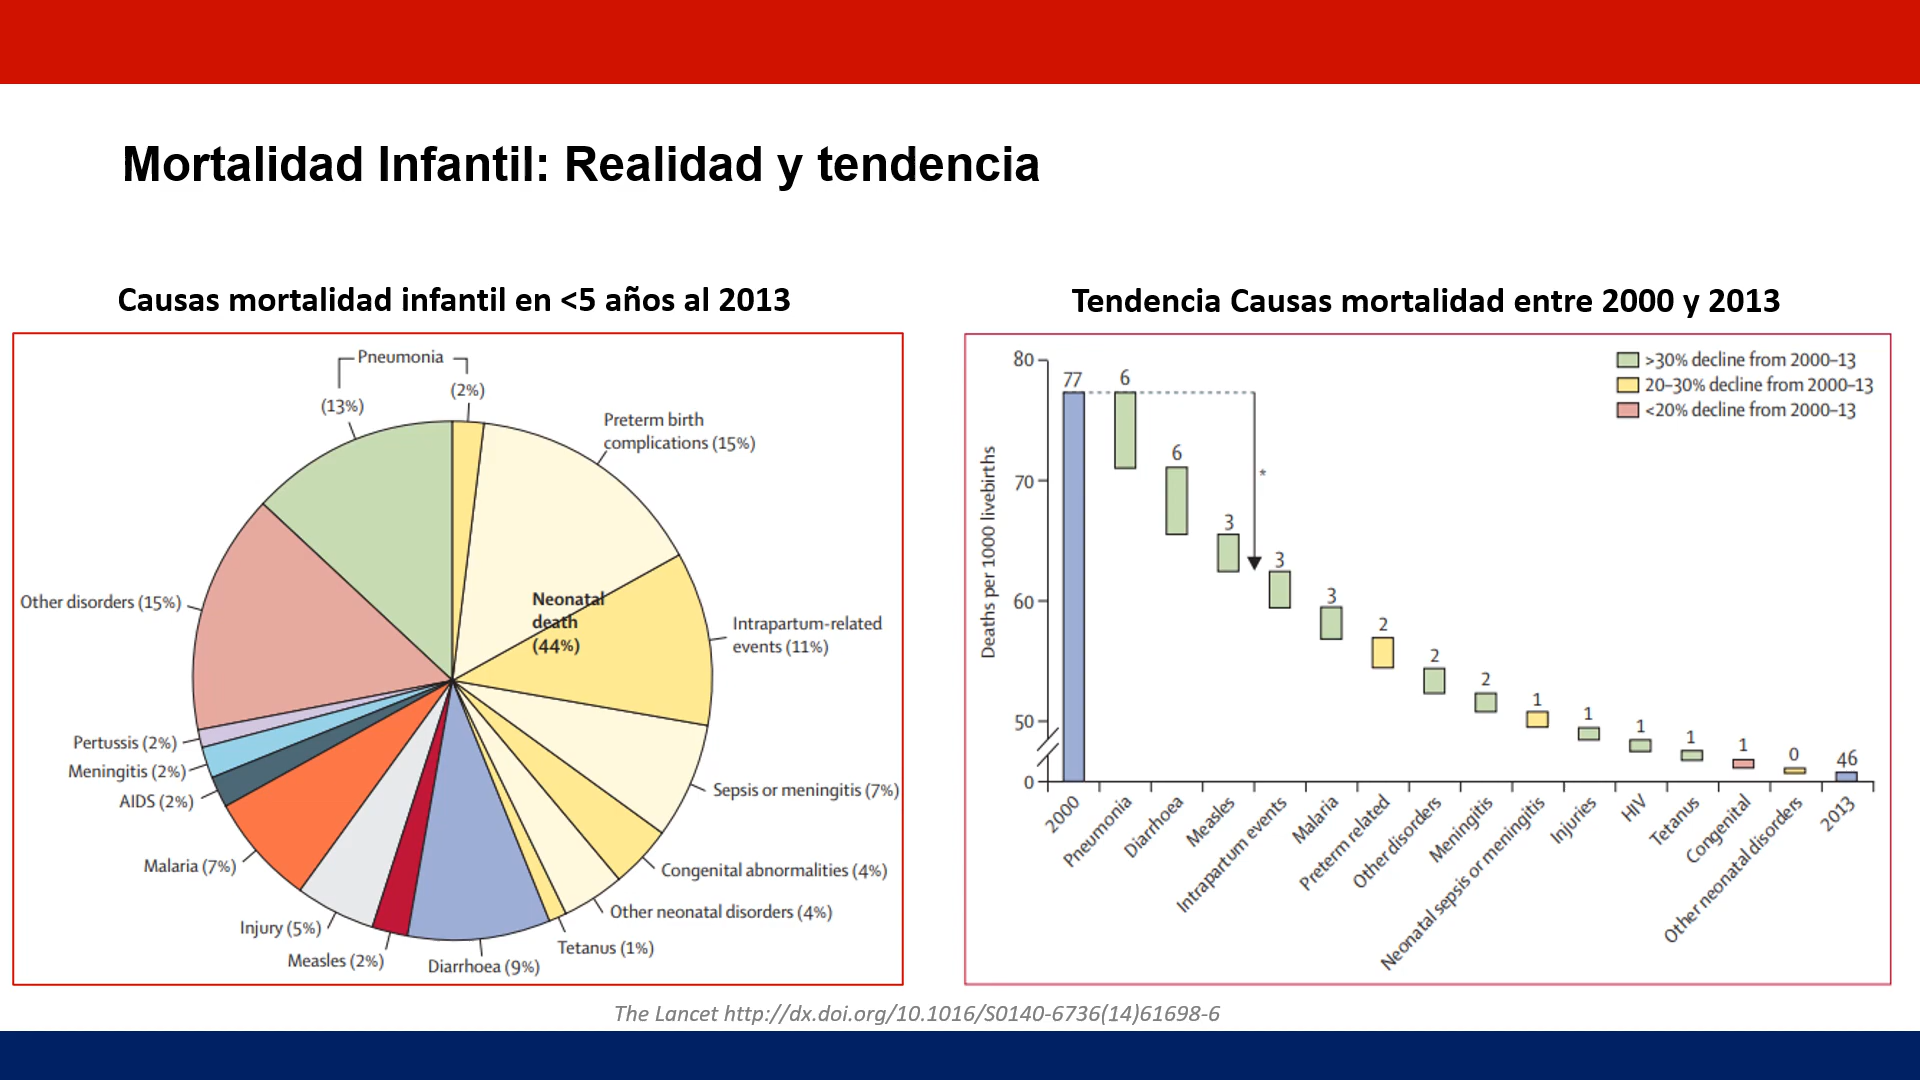 Mortalidad Infantil: Realidad y tendencia
Causas mortalidad infantil en <5 años al 2013
Pneumonia
(2%)
(13%)
Preterm birth
complications (15%)
Neonatal
death
(44%)
Other disorders (15%)
Intrapartum-related
events (11%)
Pertussis (2%)
Meningitis (2%)
AIDS (2%)
Sepsis or meningitis (7%)
Malaria (7%)
Congenital abnormalities (4%)
Injury (5%)
Other neonatal disorders (4%)
Measles (2%)
Diarrhoea (9%)
Tetanus (1%)
Tendencia Causas mortalidad entre 2000 y 2013
>30% decline from 2000–13
20–30% decline from 2000–13
<20% decline from 2000–13
Deaths per 1000 livebirths
80
70
60
50
0
77
6
6
3
*
3
3
2
2
2
1
1
1
1
1
0
46
2000
Pneumonia
Diarrhoea
Measles
Intrapartum events
Malaria
Preterm related
Other disorders
Meningitis
Neonatal sepsis or meningitis
Injuries
HIV
Tetanus
Congenital
Other neonatal disorders
2013
The Lancet http://dx.doi.org/10.1016/S0140-6736(14)61698-6